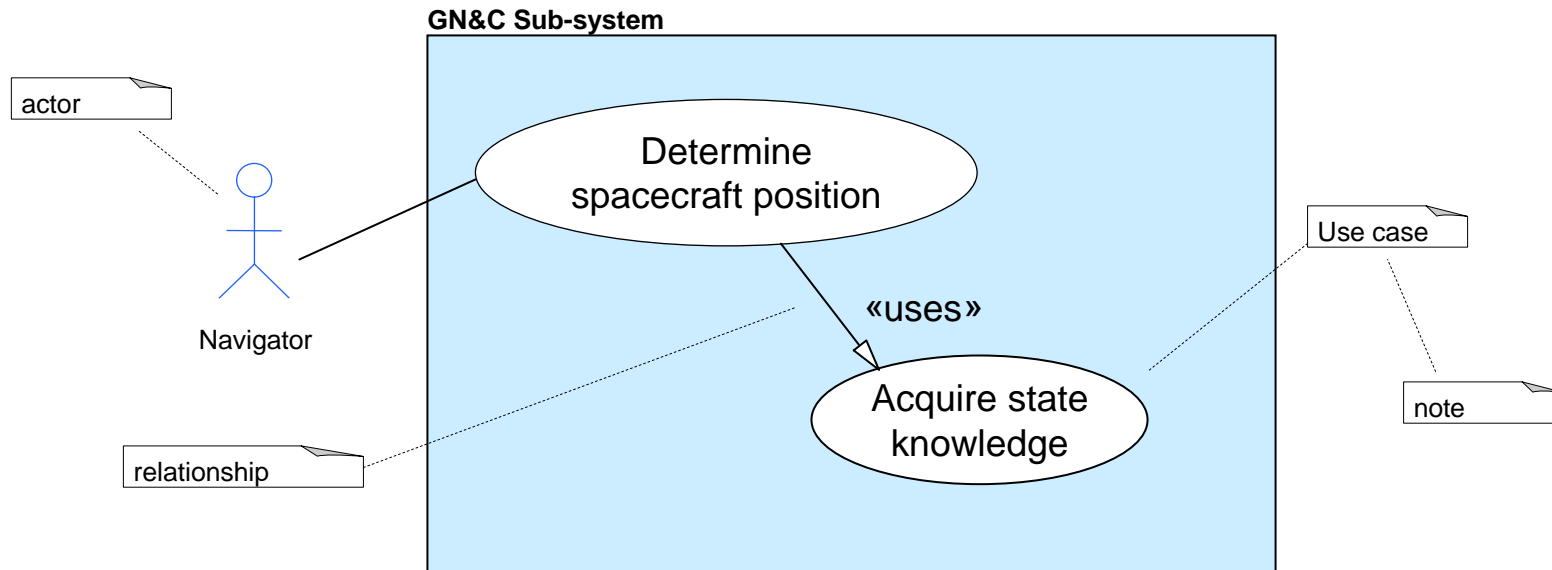 GN&C Sub-system
actor
Determine
spacecraft position
Use case
«uses»
Navigator
Acquire state
knowledge
note
relationship